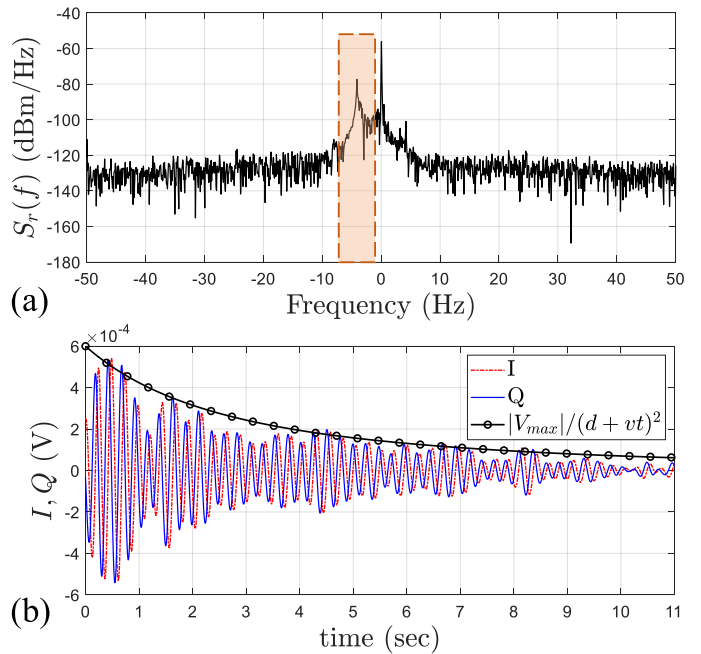 -40
-60
-80
-100
-120
-140
-160
-180
S_r(f) (dBm/Hz)
-50 -40 -30 -20 -10 0 10 20 30 40 50
Frequency (Hz)
(a)
×10^-4
6
4
2
0
-2
-4
-6
I, Q (V)
I
Q
|V_max|/(d + vt)^2
0 1 2 3 4 5 6 7 8 9 10 11
time (sec)
(b)